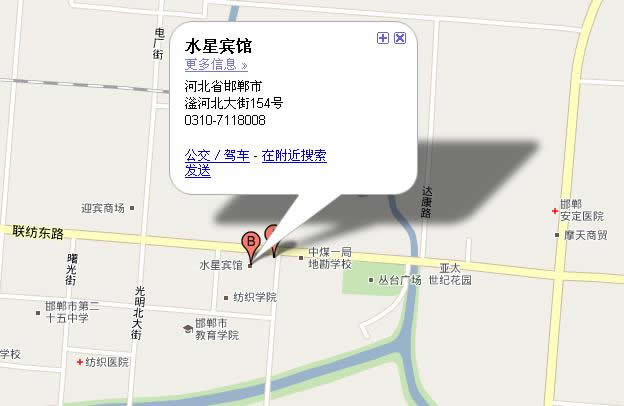 电厂街
水星宾馆
更多信息 »
河北省邯郸市
滏河北大街154号
0310-7118008
公交 / 驾车 - 在附近搜索
发送
迎宾商场
达康路
邯郸
安定医院
摩天商贸
联纺东路
B
水星宾馆
中煤一局
地勘学校
曙光街
光明北大街
丛台广场
亚太
世纪花园
纺织学院
邯郸市第二
十五中学
邯郸市
教育学院
学校
纺织医院